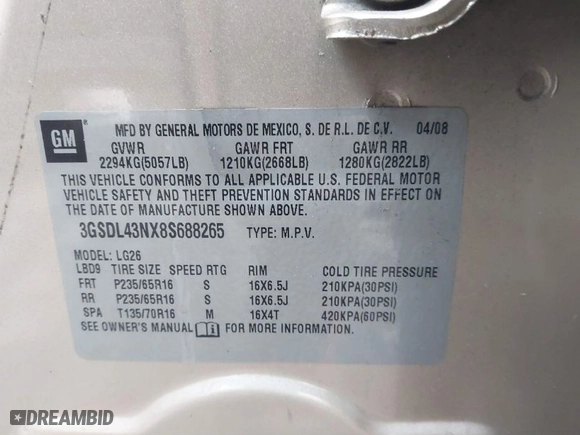 GM
MFD BY GENERAL MOTORS DE MEXICO, S. DE R.L. DE C.V. 04/08
GVWR GAWR FRT GAWR RR
2294KG(5057LB) 1210KG(2668LB) 1280KG(2822LB)
THIS VEHICLE CONFORMS TO ALL APPLICABLE U.S. FEDERAL MOTOR
VEHICLE SAFETY AND THEFT PREVENTION STANDARDS IN EFFECT ON
THE DATE OF MANUFACTURE SHOWN ABOVE.
3GSDL43NX8S688265 TYPE: M.P.V.
MODEL: LG26
LBD9 TIRE SIZE SPEED RTG RIM COLD TIRE PRESSURE
FRT P235/65R16 S 16X6.5J 210KPA(30PSI)
RR P235/65R16 S 16X6.5J 210KPA(30PSI)
SPA T135/70R16 M 16X4T 420KPA(60PSI)
SEE OWNER'S MANUAL FOR MORE INFORMATION.
DREAMBID